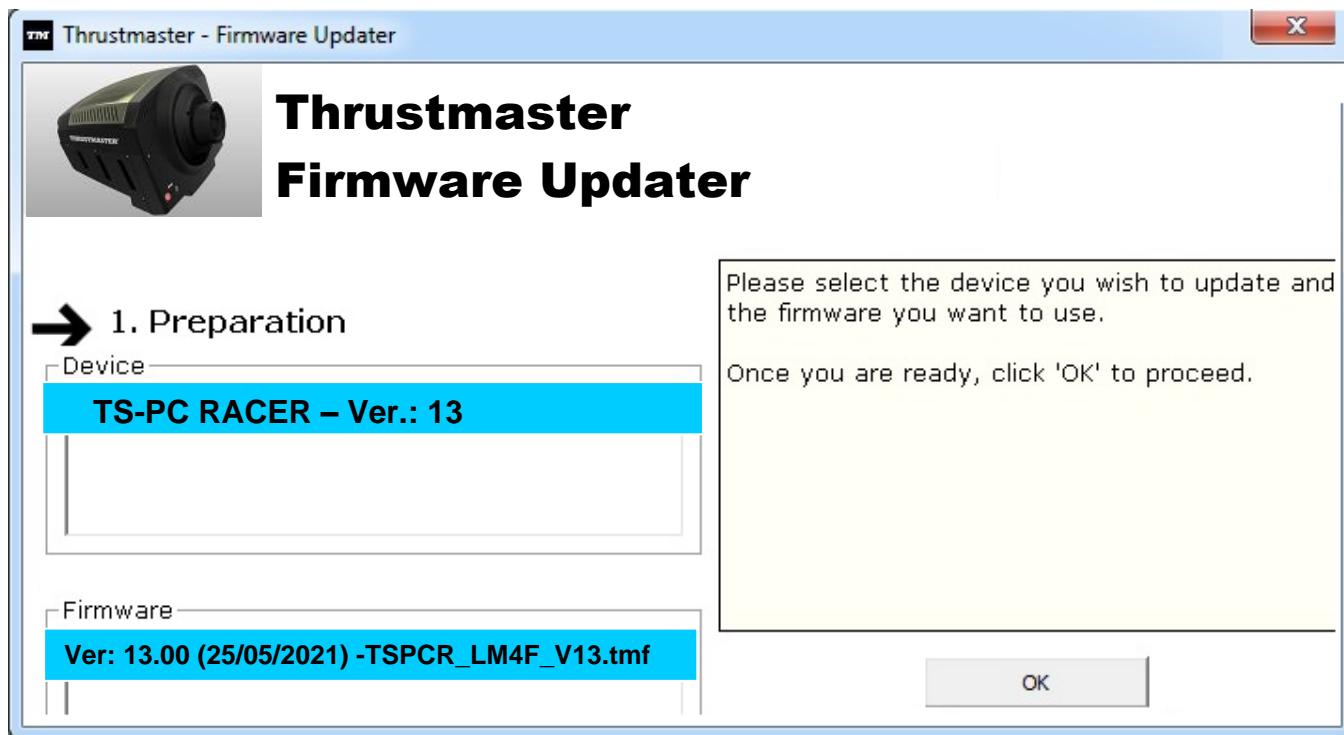 TM Thrustmaster - Firmware Updater
X
THRUSTMASTER
Thrustmaster
Firmware Updater
1. Preparation
Device
TS-PC RACER – Ver.: 13
Firmware
Ver: 13.00 (25/05/2021) -TSPCR_LM4F_V13.tmf
Please select the device you wish to update and
the firmware you want to use.
Once you are ready, click 'OK' to proceed.
OK